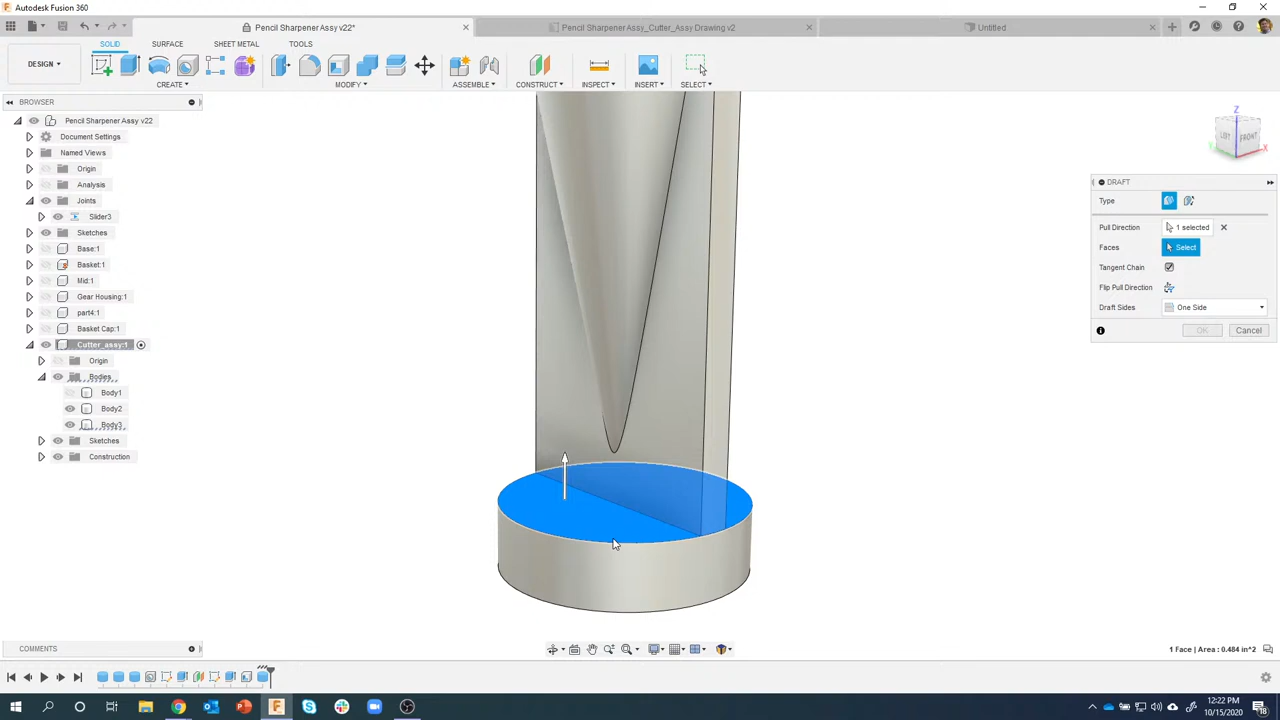 Autodesk Fusion 360
Pencil Sharpener Assy v22*
Pencil Sharpener Assy_Cutter_Assy Drawing v2
Untitled
SOLID
SURFACE
SHEET METAL
TOOLS
DESIGN
CREATE
MODIFY
ASSEMBLE
CONSTRUCT
INSPECT
INSERT
SELECT
BROWSER
Pencil Sharpener Assy v22
Document Settings
Named Views
Origin
Analysis
Joints
Slider3
Sketches
Base:1
Basket:1
Mid:1
Gear Housing:1
part4:1
Basket Cap:1
Cutter_assy:1
Origin
Bodies
Body1
Body2
Body3
Sketches
Construction
Z
LEFT
FRONT
X
DRAFT
Type
Pull Direction
1 selected
Faces
Select
Tangent Chain
Flip Pull Direction
Draft Sides
One Side
OK
Cancel
COMMENTS
1 Face | Area : 0.484 in^2
12:22 PM
10/15/2020
18